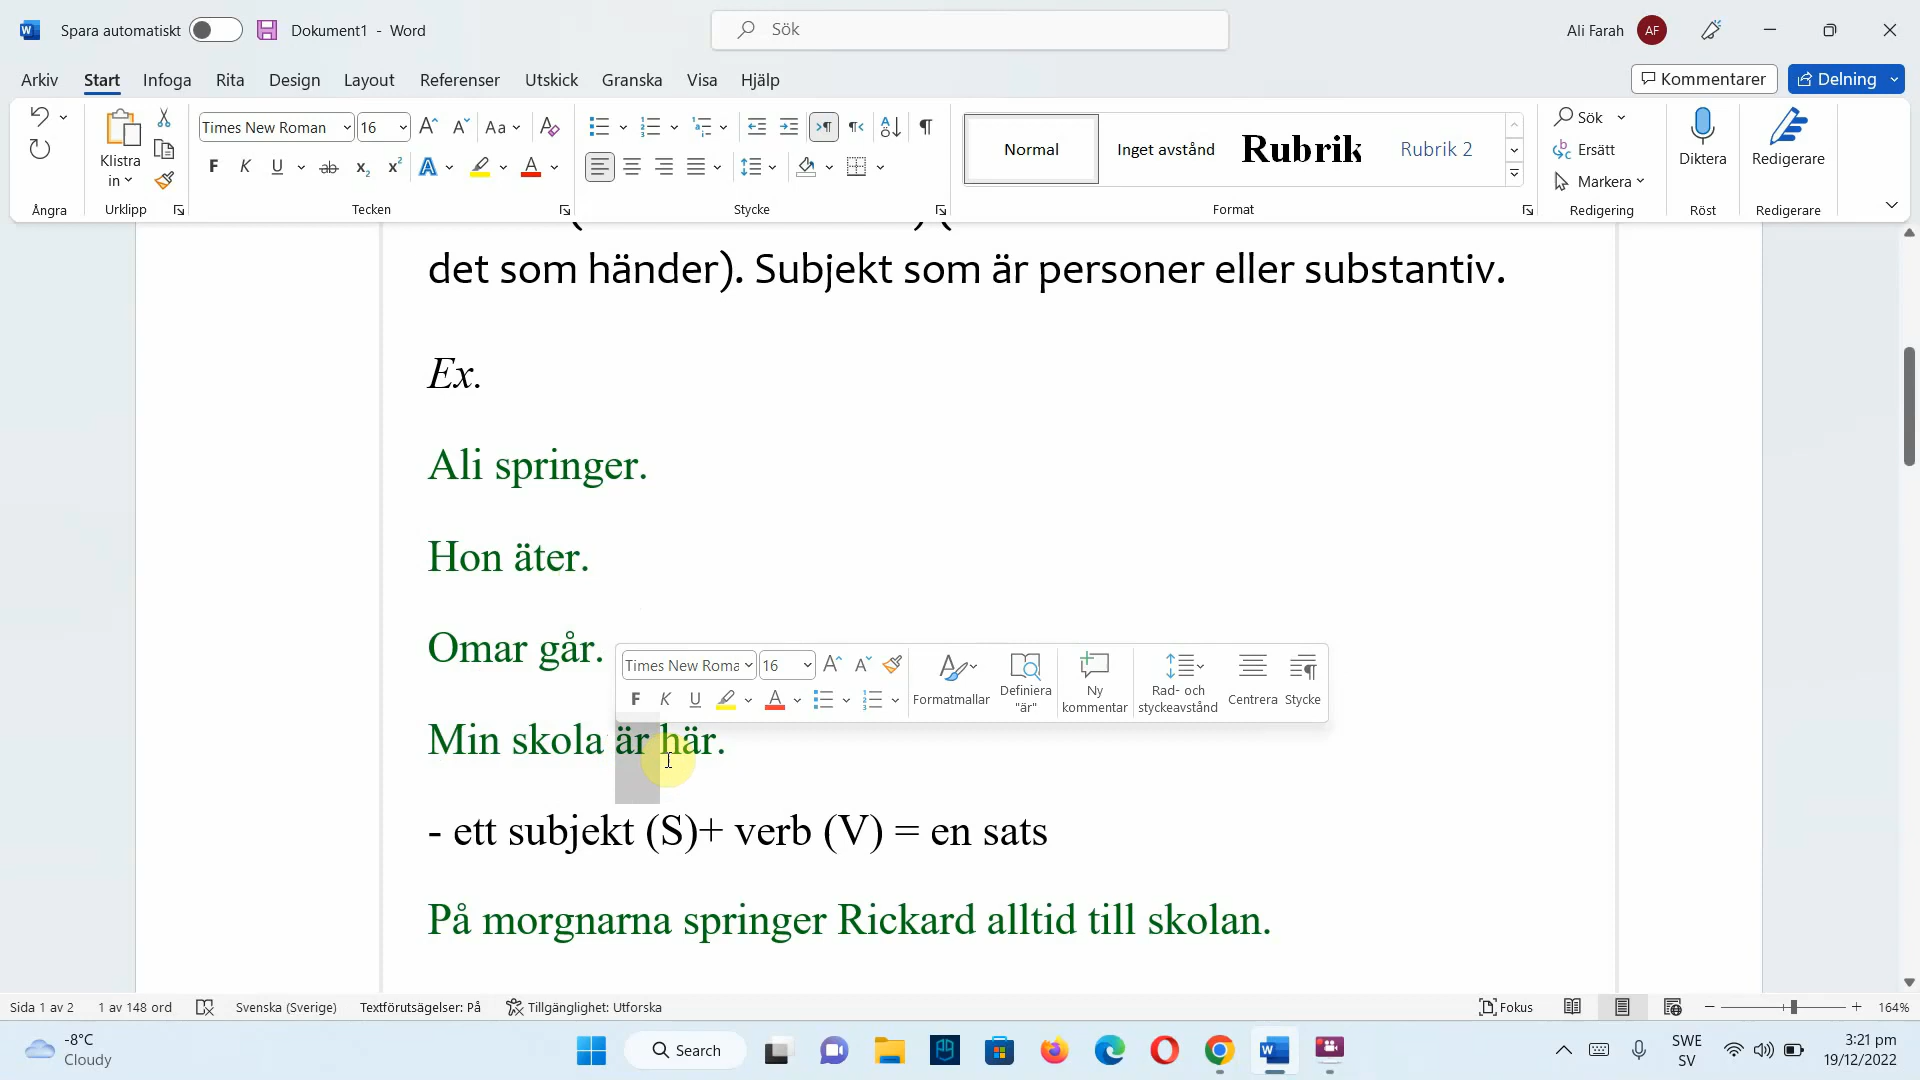 Spara automatiskt Dokument1 - Word Sök Ali Farah AF
Arkiv Start Infoga Rita Design Layout Referenser Utskick Granska Visa Hjälp Kommentarer Delning
Times New Roman 16 Aa
Klistra in
F K U ab x₂ x² A A
Normal Inget avstånd Rubrik Rubrik 2
Sök
Ersätt
Markera
Diktera Redigerare
Ångra Urklipp Tecken Stycke Format Redigering Röst Redigerare
det som händer). Subjekt som är personer eller substantiv.
Ex.
Ali springer.
Hon äter.
Omar går.
Times New Roma 16
F K U A
Formatmallar Definiera "är" Ny kommentar Rad- och styckeavstånd Centrera Stycke
Min skola är här.
- ett subjekt (S)+ verb (V) = en sats
På morgnarna springer Rickard alltid till skolan.
Sida 1 av 2 1 av 148 ord Svenska (Sverige) Textförutsägelser: På Tillgänglighet: Utforska Fokus 164%
-8°C
Cloudy
Search
SWE
SV
3:21 pm
19/12/2022